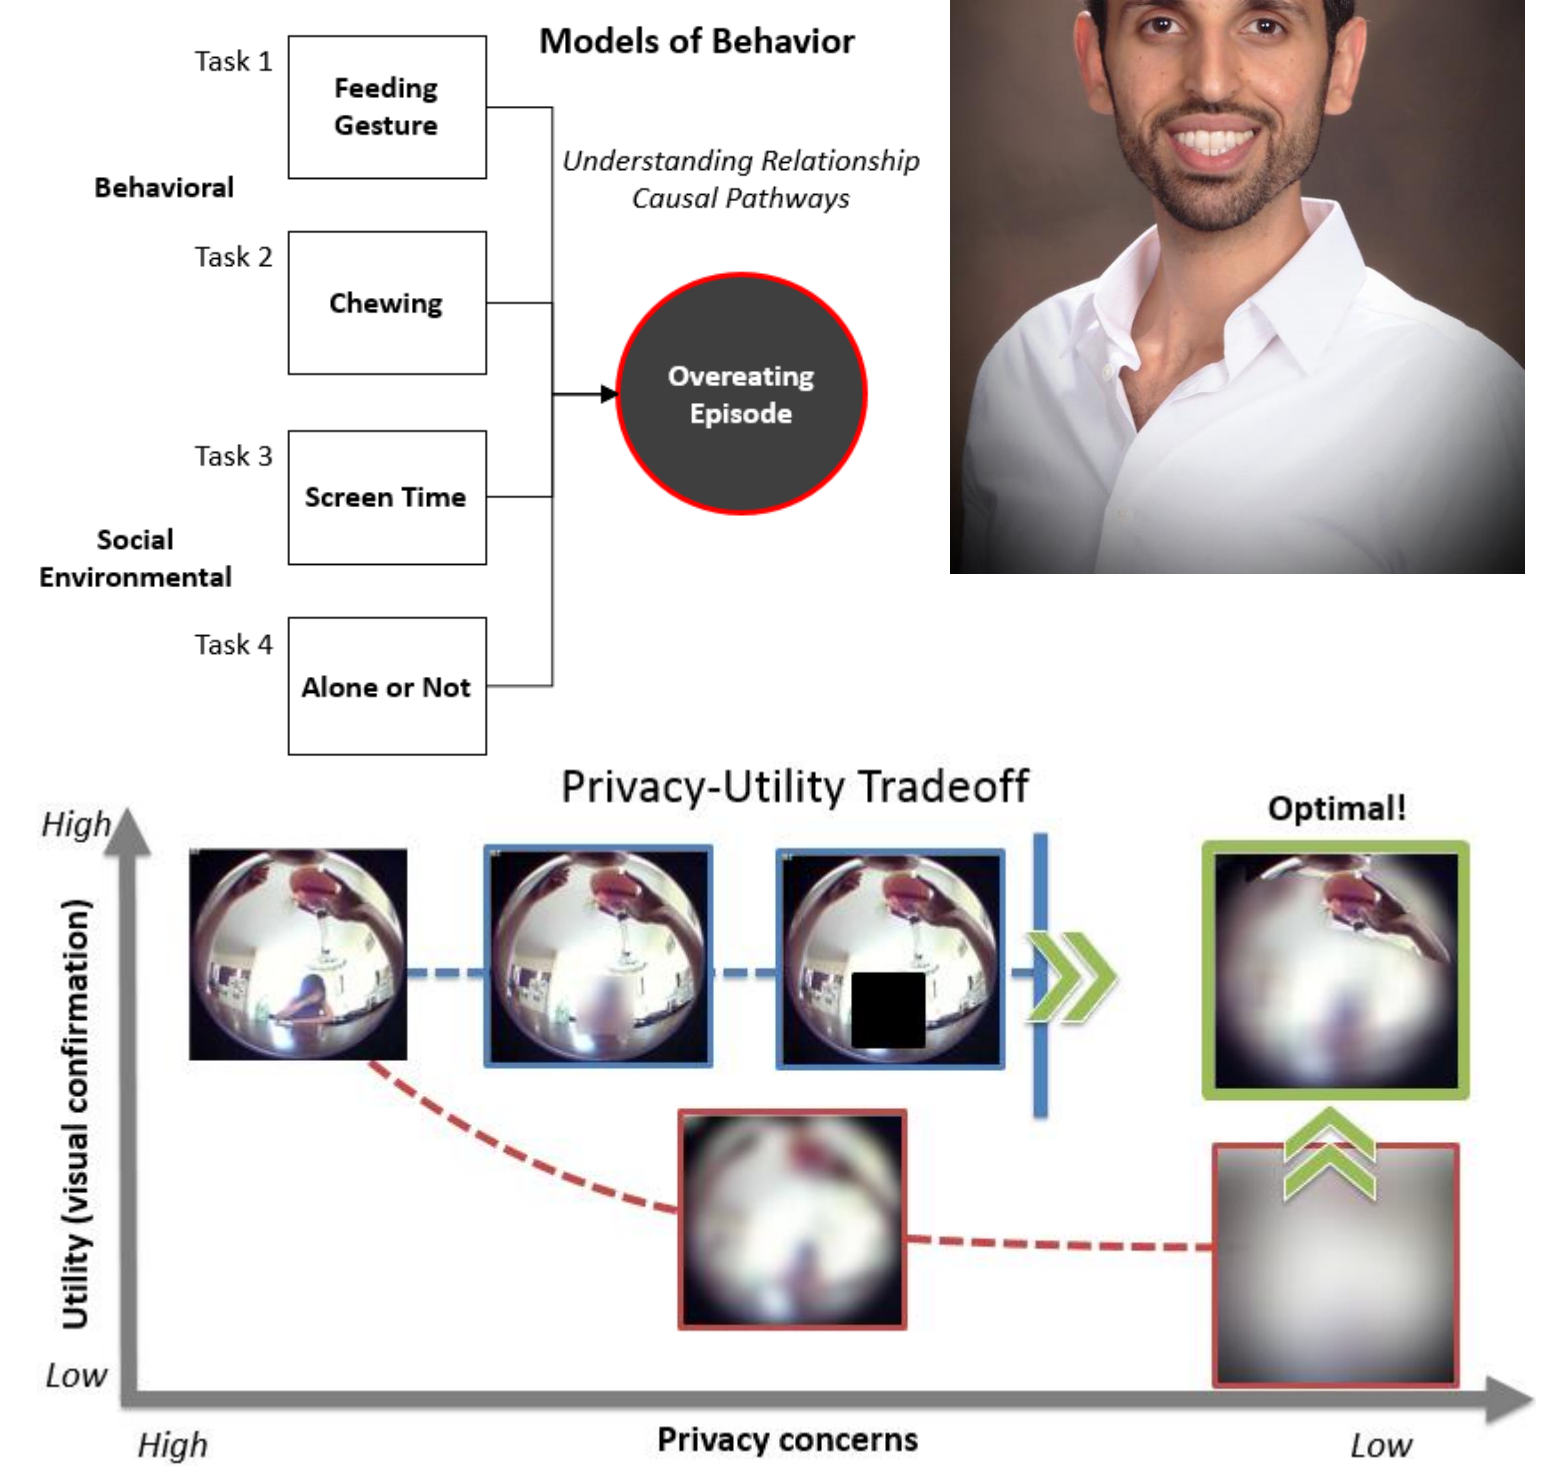 Models of Behavior
Task 1
Feeding
Gesture
Understanding Relationship
Causal Pathways
Behavioral
Task 2
Chewing
Overeating
Episode
Task 3
Screen Time
Social
Environmental
Task 4
Alone or Not
Privacy-Utility Tradeoff
Optimal!
High
Utility (visual confirmation)
Low
High
Privacy concerns
Low